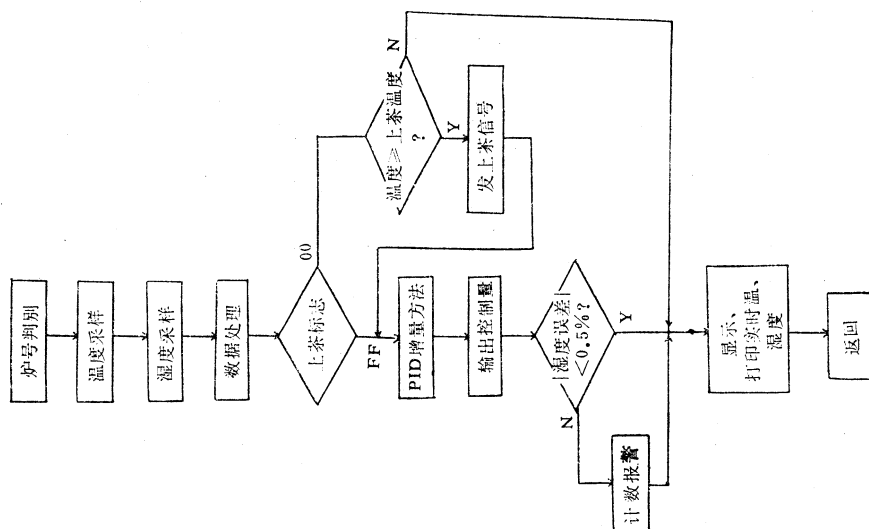 炉号判别
温度采样
湿度采样
数据处理
上茶标志
00
FF
温度≥上茶温度
?
N
Y
发上茶信号
PID增量方法
输出控制量
|湿度误差|
<0.5%?
N
Y
计数报警
显示、
打印实时温、
湿度
返回